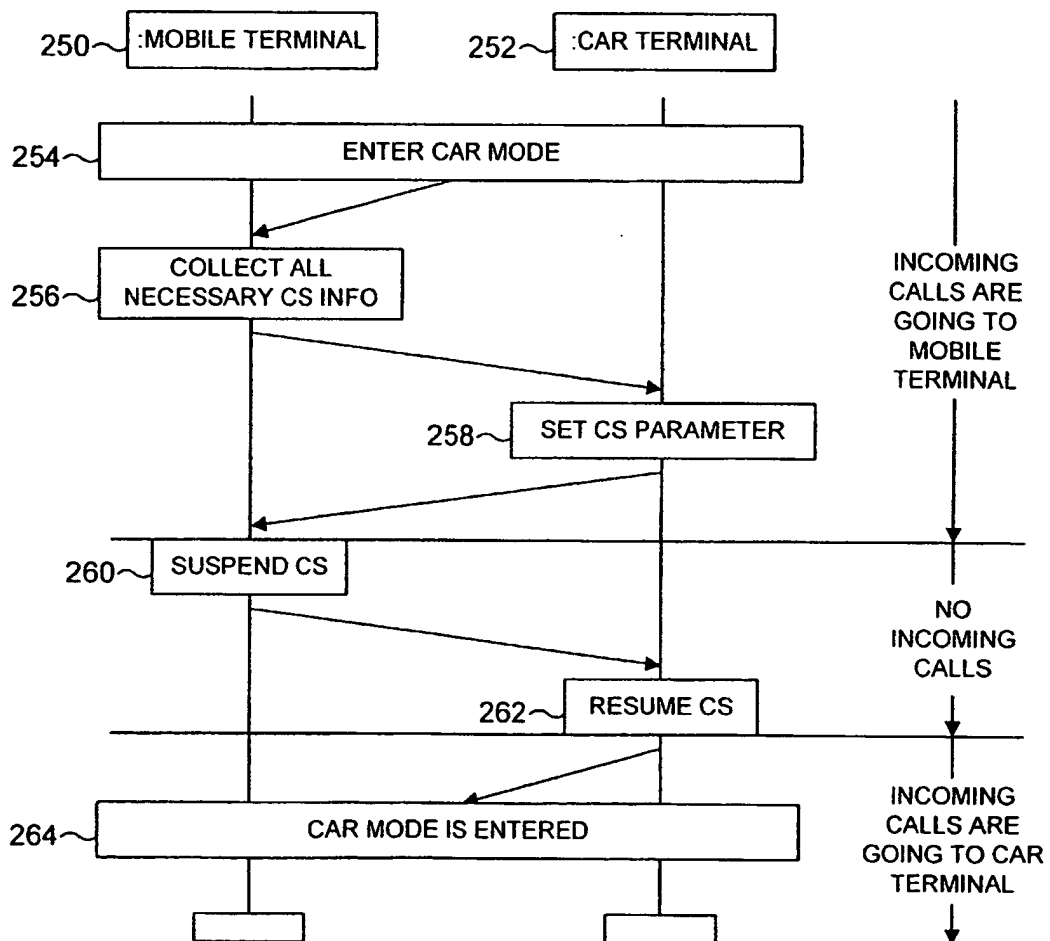 250 :MOBILE TERMINAL 252 :CAR TERMINAL
254 ENTER CAR MODE
256 COLLECT ALL
NECESSARY CS INFO
INCOMING
CALLS ARE
GOING TO
MOBILE
TERMINAL
258 SET CS PARAMETER
260 SUSPEND CS
NO
INCOMING
CALLS
262 RESUME CS
264 CAR MODE IS ENTERED
INCOMING
CALLS ARE
GOING TO CAR
TERMINAL